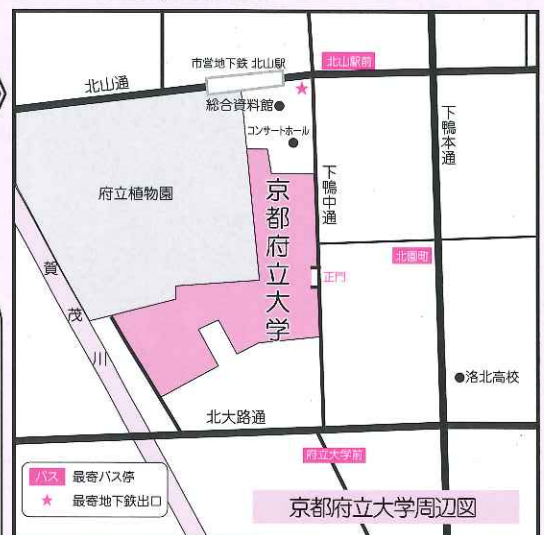 市営地下鉄 北山駅
北山駅前
北山通
総合資料館
コンサートホール
下鴨本通
府立植物園
京都府立大学
下鴨中通
北園町
正門
賀茂川
洛北高校
北大路通
府立大学前
バス 最寄バス停
★ 最寄地下鉄出口
京都府立大学周辺図